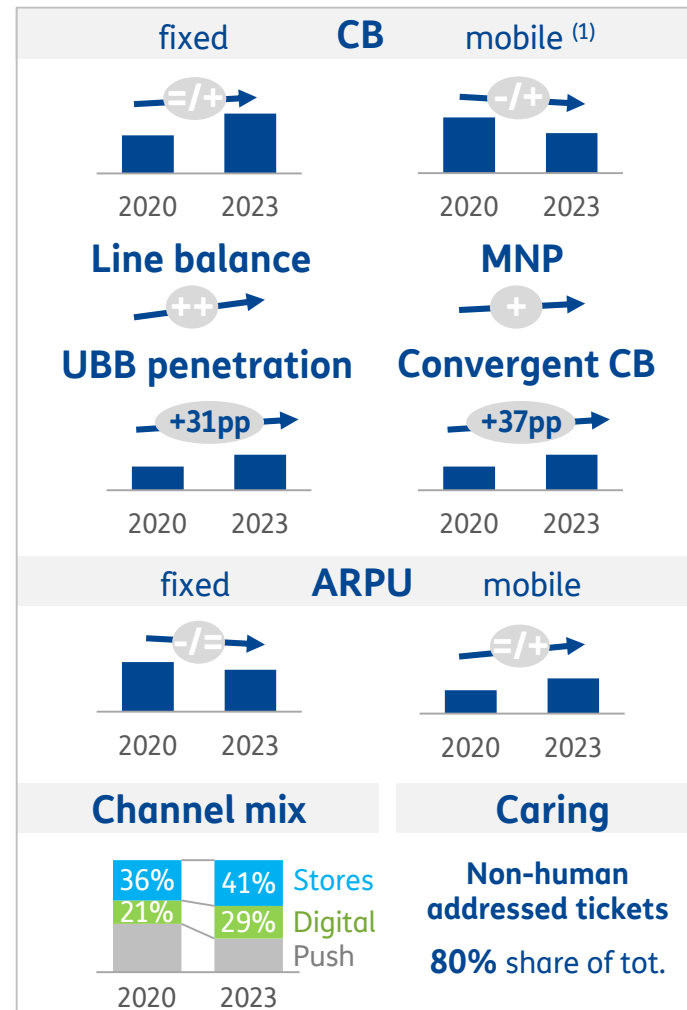 fixed CB mobile (1)
=/+ -/+
2020 2023 2020 2023
Line balance MNP
++ +
UBB penetration Convergent CB
+31pp +37pp
2020 2023 2020 2023
fixed ARPU mobile
-/= =/+
2020 2023 2020 2023
Channel mix Caring
36% 41% Stores
21% 29% Digital
Push
2020 2023
Non-human
addressed tickets
80% share of tot.